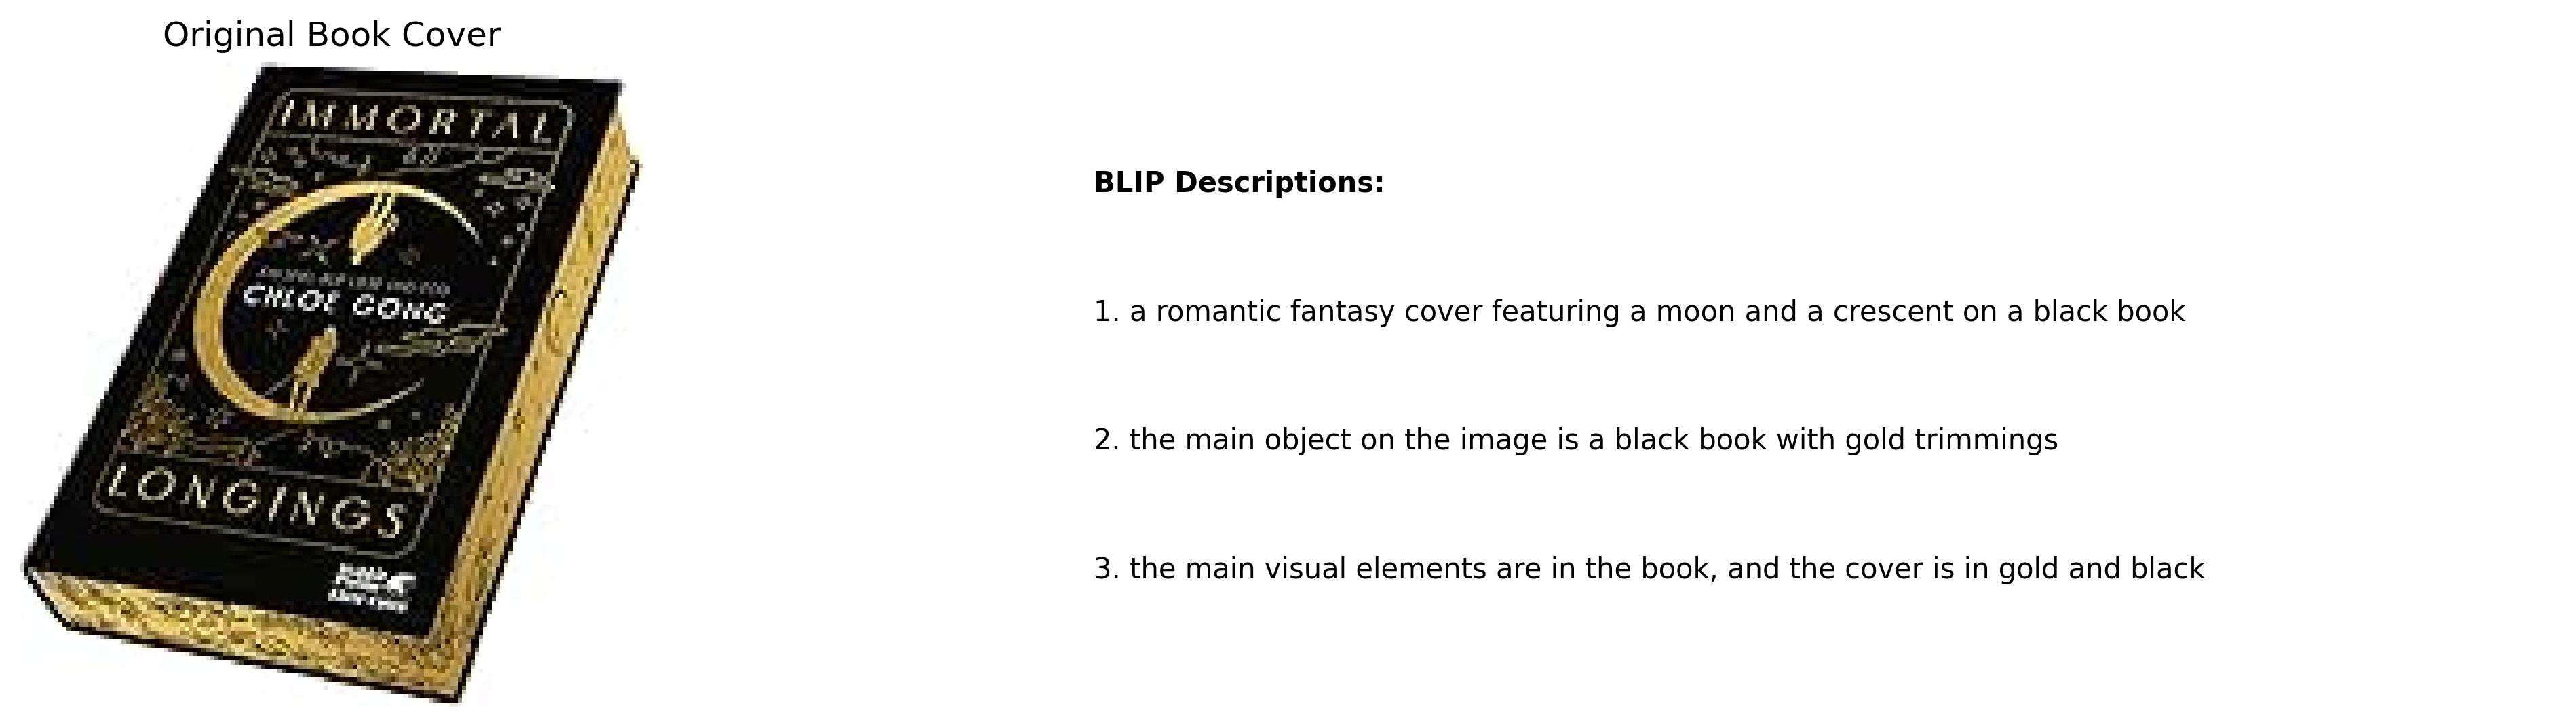 Original Book Cover
IMMORTAL
CHLOE GONG
LONGINGS
BLIP Descriptions:
1. a romantic fantasy cover featuring a moon and a crescent on a black book
2. the main object on the image is a black book with gold trimmings
3. the main visual elements are in the book, and the cover is in gold and black